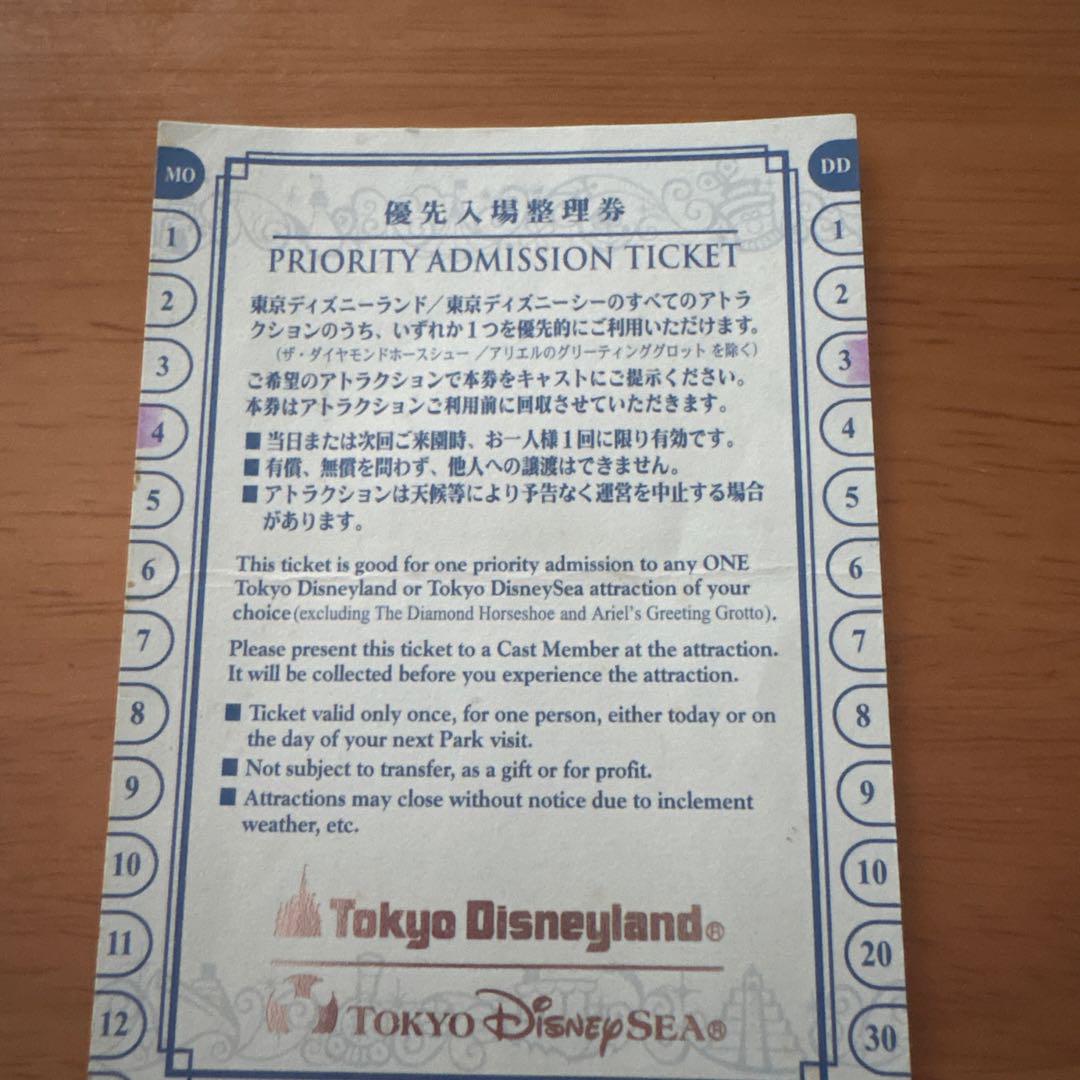 MO
DD
優先入場整理券
PRIORITY ADMISSION TICKET
東京ディズニーランド/東京ディズニーシーのすべてのアトラ
クションのうち、いずれか1つを優先的にご利用いただけます。
(ザ・ダイヤモンドホースシュー/アリエルのグリーティンググロット を除く)
ご希望のアトラクションで本券をキャストにご提示ください。
本券はアトラクションご利用前に回収させていただきます。
■ 当日または次回ご来園時、お一人様1回に限り有効です。
■ 有償、無償を問わず、他人への譲渡はできません。
■ アトラクションは天候等により予告なく運営を中止する場合
があります。
This ticket is good for one priority admission to any ONE
Tokyo Disneyland or Tokyo DisneySea attraction of your
choice(excluding The Diamond Horseshoe and Ariel's Greeting Grotto).
Please present this ticket to a Cast Member at the attraction.
It will be collected before you experience the attraction.
■ Ticket valid only once, for one person, either today or on
the day of your next Park visit.
■ Not subject to transfer, as a gift or for profit.
■ Attractions may close without notice due to inclement
weather, etc.
Tokyo Disneyland®
TOKYO DISNEYSEA®
1
2
3
4
5
6
7
8
9
10
11
12
1
2
3
4
5
6
7
8
9
10
20
30